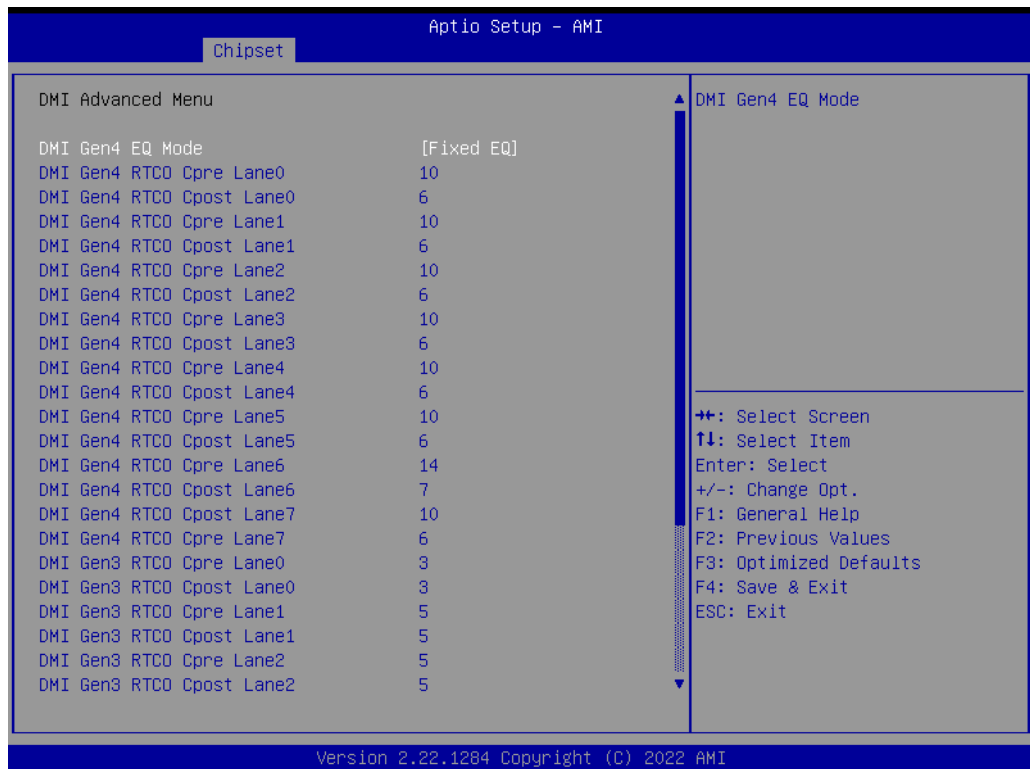 Aptio Setup – AMI
Chipset
DMI Advanced Menu
DMI Gen4 EQ Mode [Fixed EQ]
DMI Gen4 RTCO Cpre Lane0 10
DMI Gen4 RTCO Cpost Lane0 6
DMI Gen4 RTCO Cpre Lane1 10
DMI Gen4 RTCO Cpost Lane1 6
DMI Gen4 RTCO Cpre Lane2 10
DMI Gen4 RTCO Cpost Lane2 6
DMI Gen4 RTCO Cpre Lane3 10
DMI Gen4 RTCO Cpost Lane3 6
DMI Gen4 RTCO Cpre Lane4 10
DMI Gen4 RTCO Cpost Lane4 6
DMI Gen4 RTCO Cpre Lane5 10
DMI Gen4 RTCO Cpost Lane5 6
DMI Gen4 RTCO Cpre Lane6 14
DMI Gen4 RTCO Cpost Lane6 7
DMI Gen4 RTCO Cpost Lane7 10
DMI Gen4 RTCO Cpre Lane7 6
DMI Gen3 RTCO Cpre Lane0 3
DMI Gen3 RTCO Cpost Lane0 3
DMI Gen3 RTCO Cpre Lane1 5
DMI Gen3 RTCO Cpost Lane1 5
DMI Gen3 RTCO Cpre Lane2 5
DMI Gen3 RTCO Cpost Lane2 5
DMI Gen4 EQ Mode
→←: Select Screen
↑↓: Select Item
Enter: Select
+/-: Change Opt.
F1: General Help
F2: Previous Values
F3: Optimized Defaults
F4: Save & Exit
ESC: Exit
Version 2.22.1284 Copyright (C) 2022 AMI